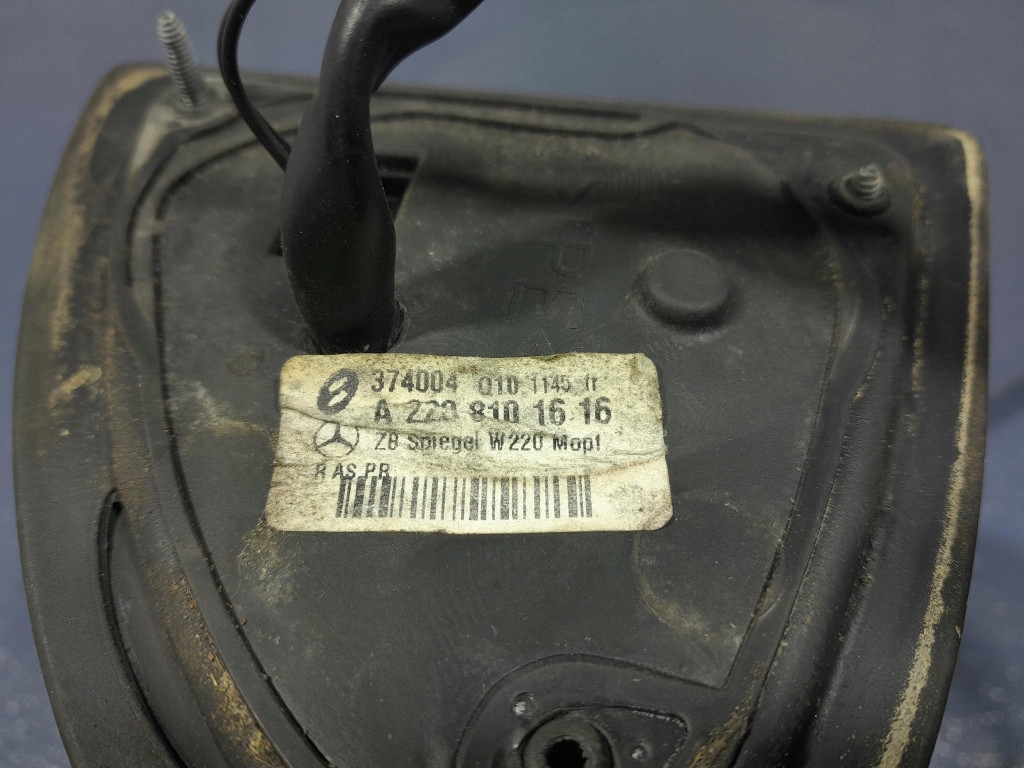 374004 010 1145 fr
A 220 810 16 16
ZB Spiegel W220 Mopf
R AS PR